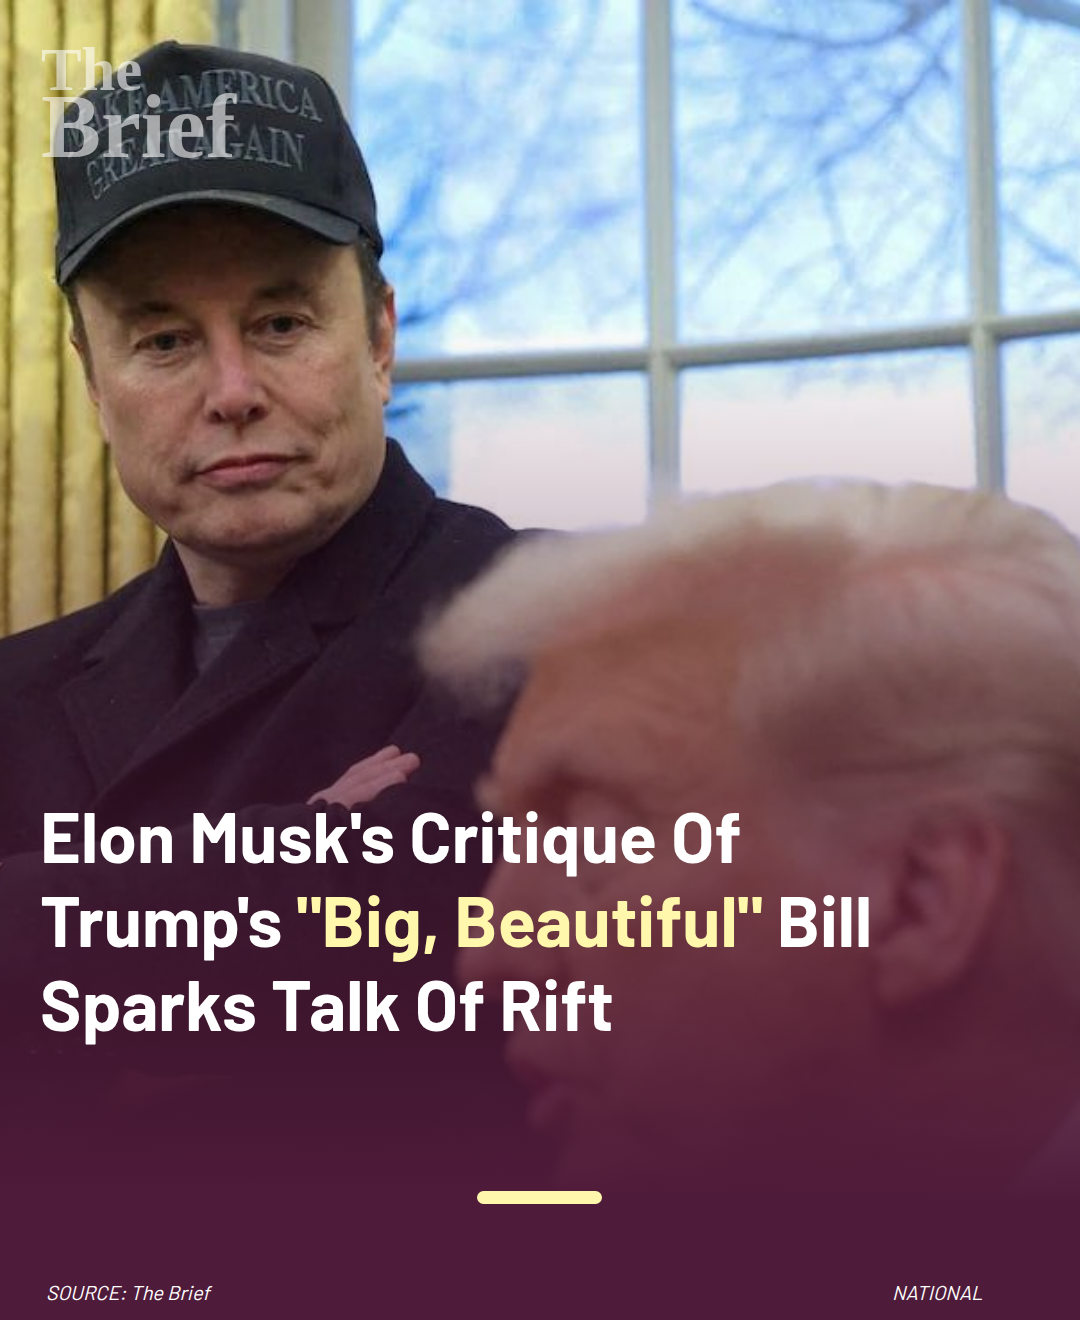 The
Brief
MAKE AMERICA
GREAT AGAIN
Elon Musk's Critique Of
Trump's "Big, Beautiful" Bill
Sparks Talk Of Rift
SOURCE: The Brief
NATIONAL